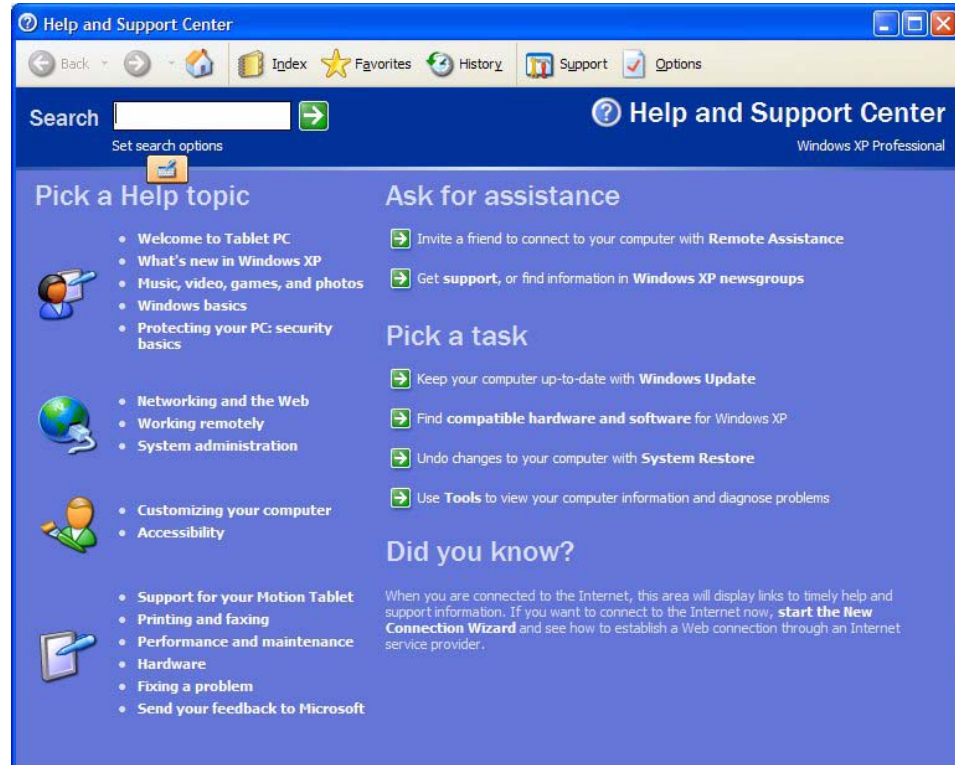 Help and Support Center
Back
Index
Favorites
History
Support
Options
Search
Set search options
Help and Support Center
Windows XP Professional
Pick a Help topic
Welcome to Tablet PC
What's new in Windows XP
Music, video, games, and photos
Windows basics
Protecting your PC: security
basics
Networking and the Web
Working remotely
System administration
Customizing your computer
Accessibility
Support for your Motion Tablet
Printing and faxing
Performance and maintenance
Hardware
Fixing a problem
Send your feedback to Microsoft
Ask for assistance
Invite a friend to connect to your computer with Remote Assistance
Get support, or find information in Windows XP newsgroups
Pick a task
Keep your computer up-to-date with Windows Update
Find compatible hardware and software for Windows XP
Undo changes to your computer with System Restore
Use Tools to view your computer information and diagnose problems
Did you know?
When you are connected to the Internet, this area will display links to timely help and
support information. If you want to connect to the Internet now, start the New
Connection Wizard and see how to establish a Web connection through an Internet
service provider.